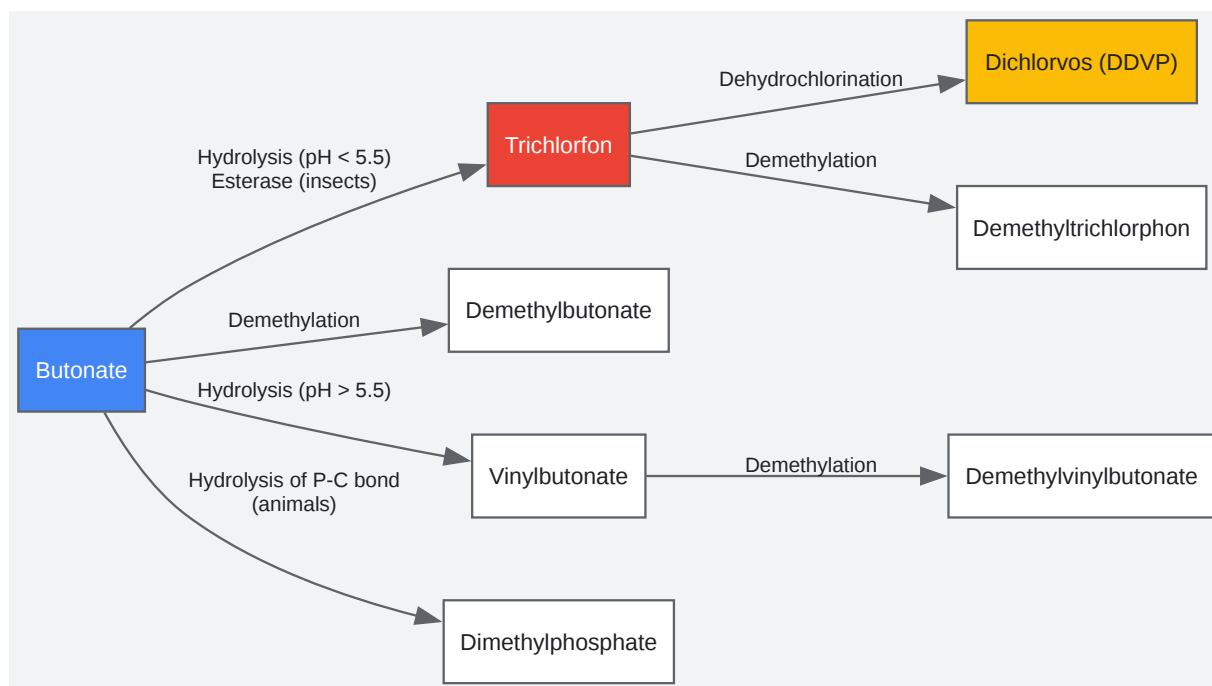 Dichlorvos (DDVP)
Dehydrochlorination
Trichlorfon
Hydrolysis (pH < 5.5)
Esterase (insects)
Demethylation
Demethyltrichlorphon
Demethylbutonate
Demethylation
Butonate
Hydrolysis (pH > 5.5)
Vinylbutonate
Demethylation
Demethylvinylbutonate
Hydrolysis of P-C bond
(animals)
Dimethylphosphate